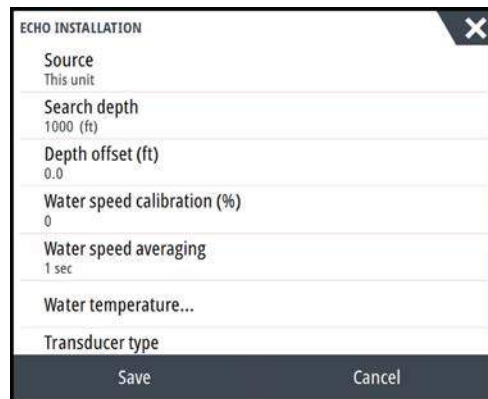 ECHO INSTALLATION
Source
This unit
Search depth
1000 (ft)
Depth offset (ft)
0.0
Water speed calibration (%)
0
Water speed averaging
1 sec
Water temperature...
Transducer type
Save Cancel